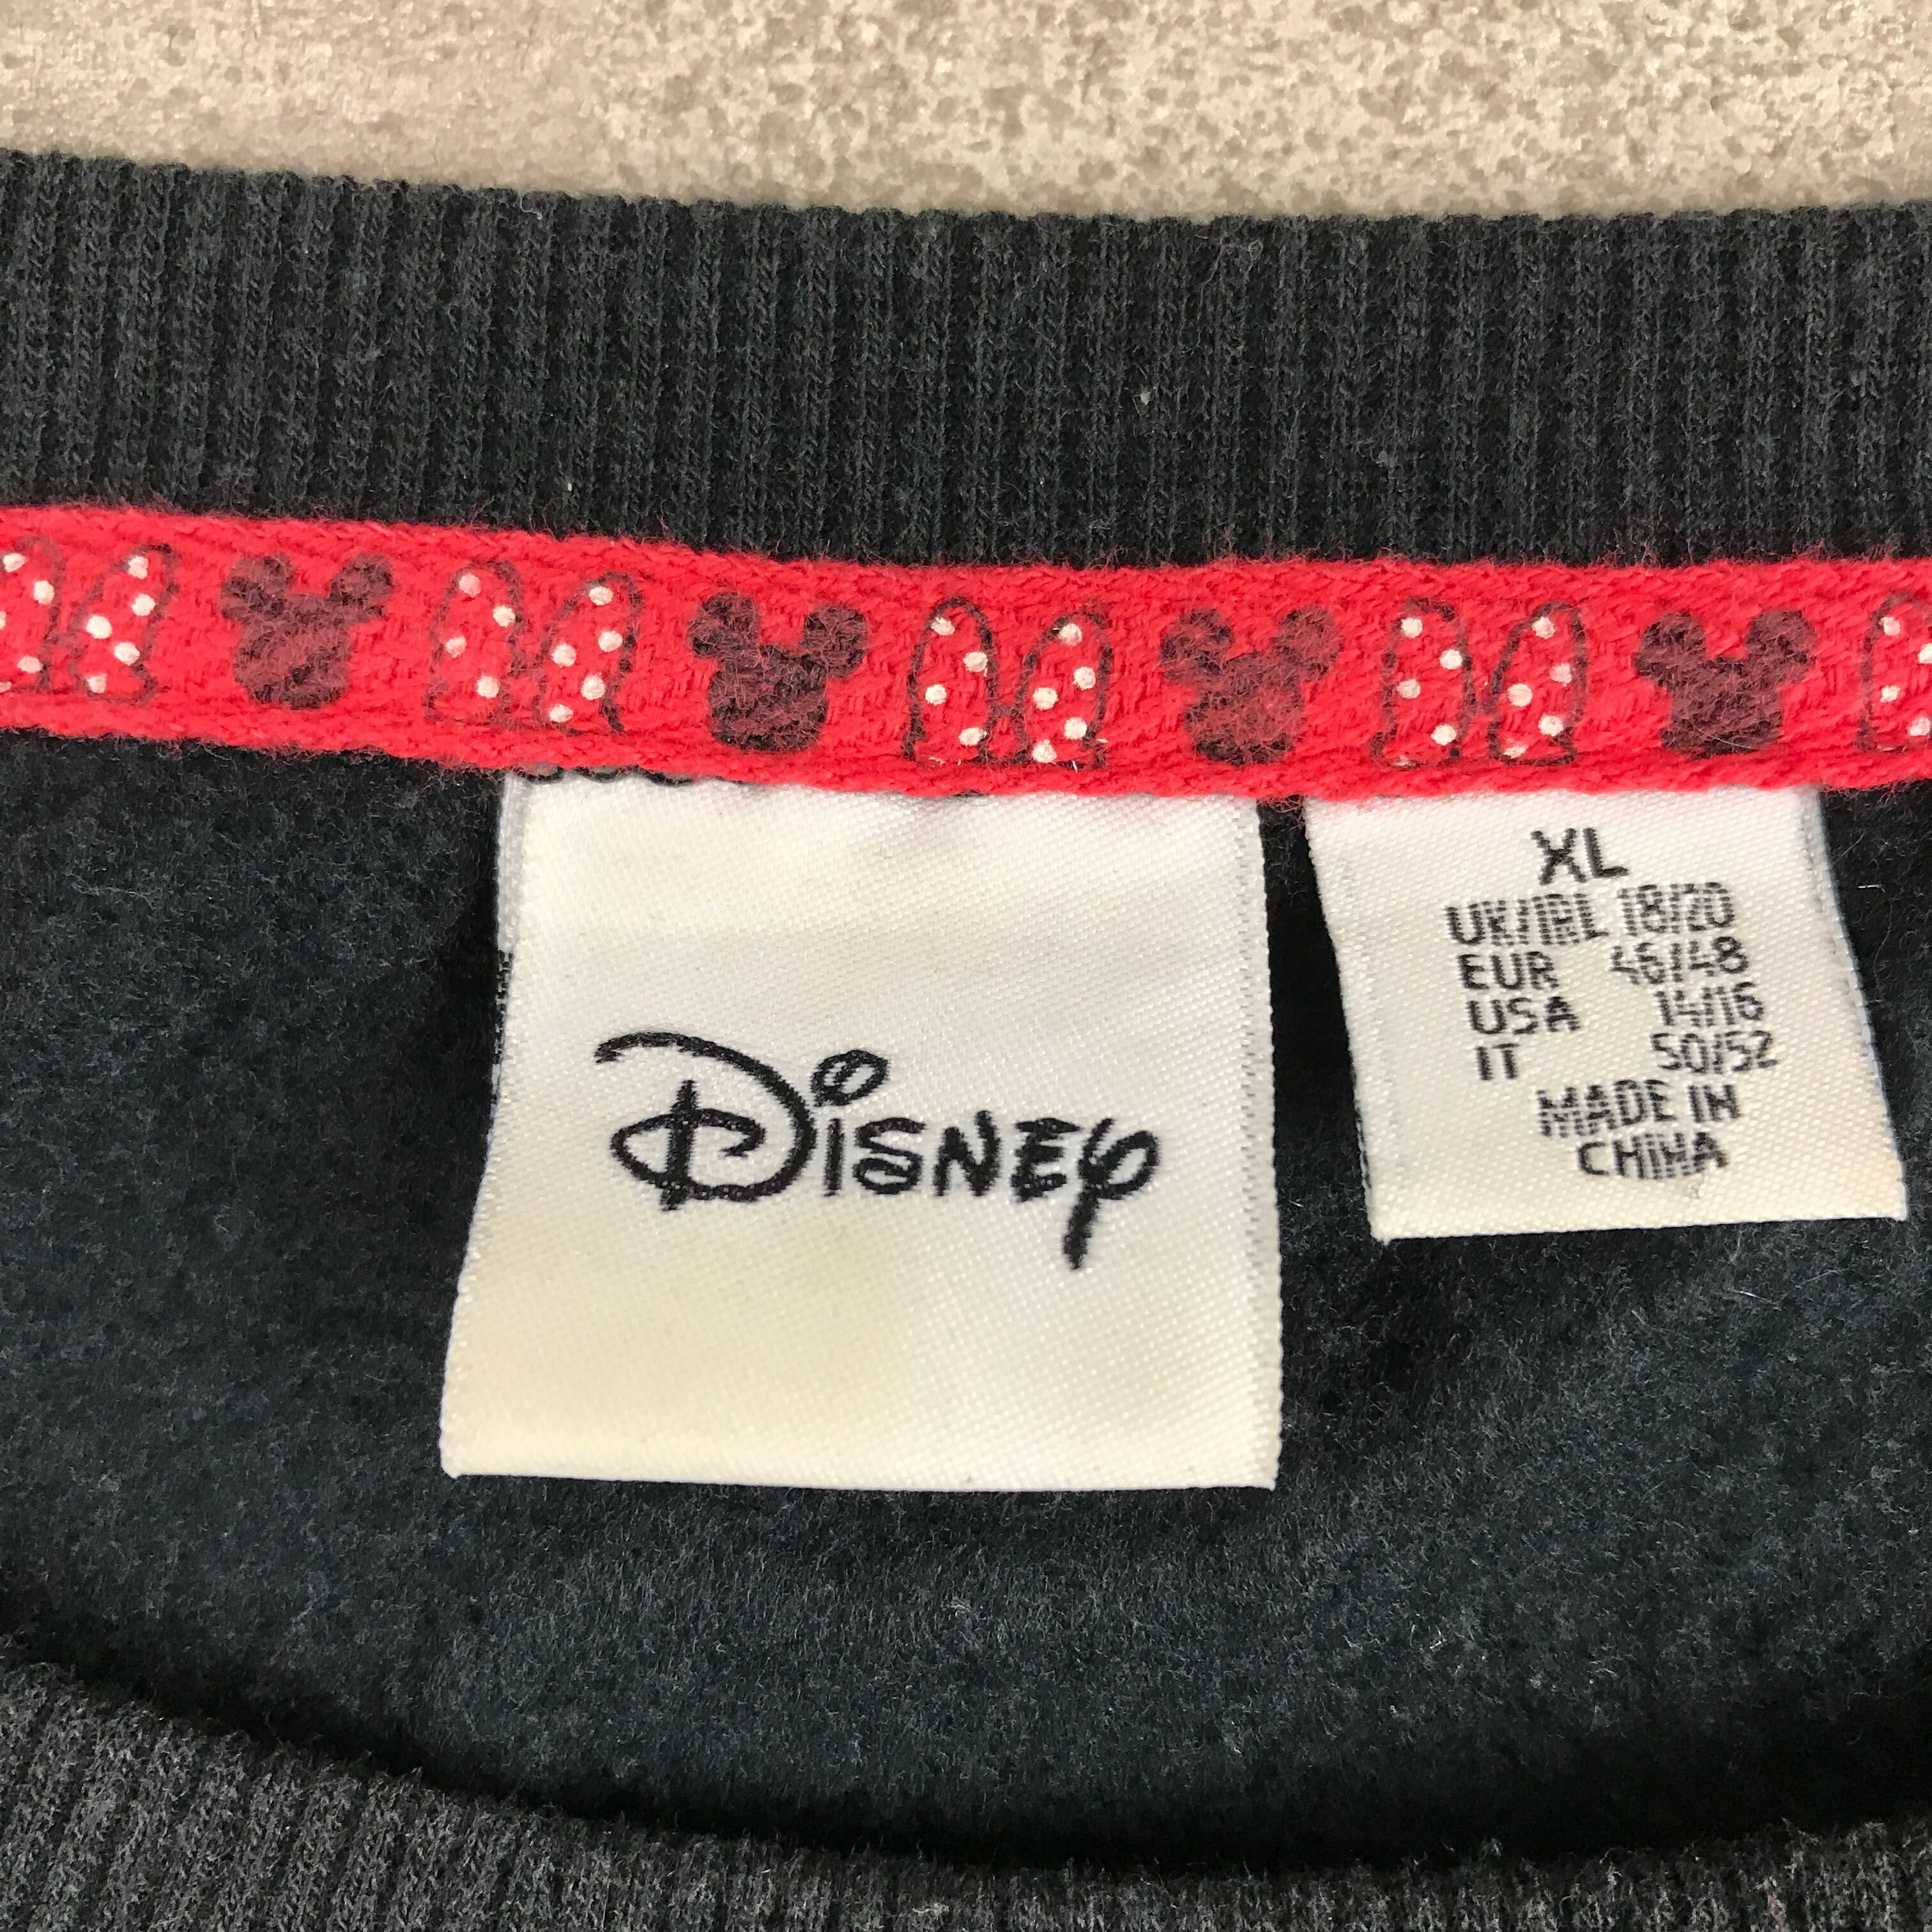 Disney
XL
UK/IRL 18/20
EUR 46/48
USA 14/16
IT 50/52
MADE IN
CHINA